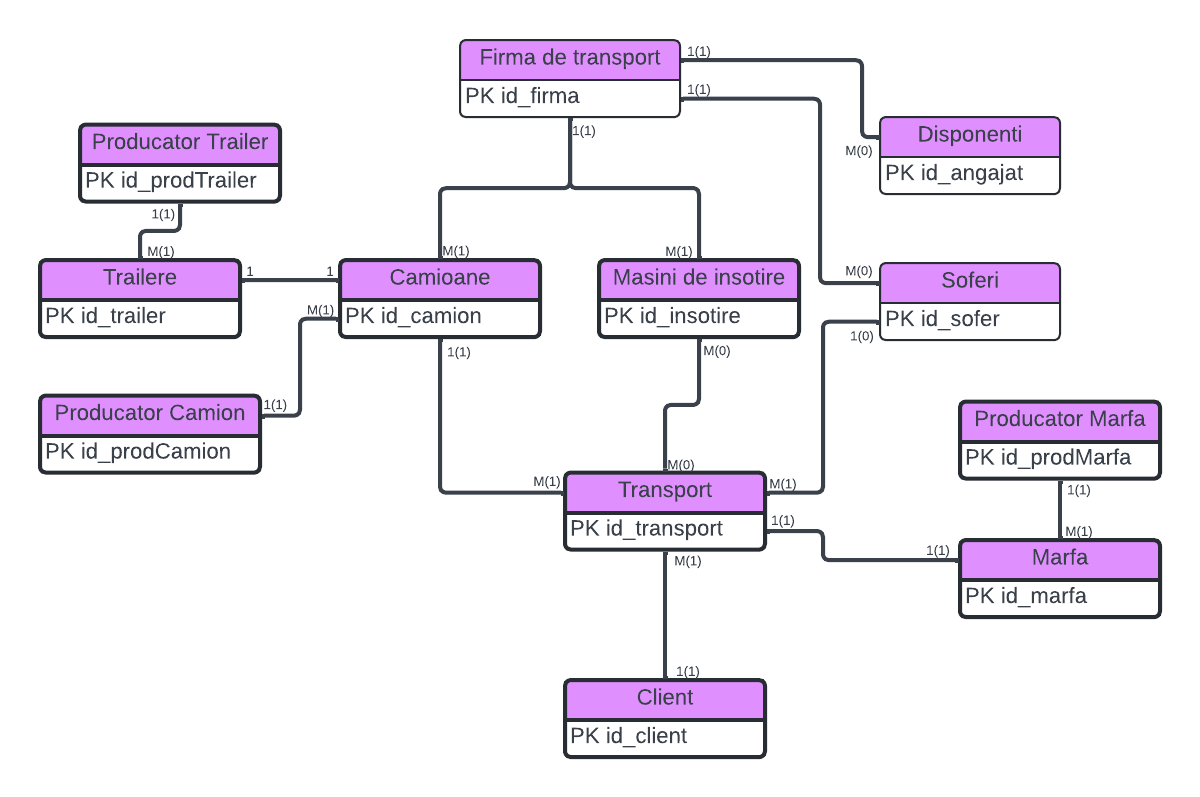 Firma de transport
PK id_firma
1(1)
1(1)
1(1)
Disponenti
PK id_angajat
M(0)
Producator Trailer
PK id_prodTrailer
1(1)
M(1)
Trailere
PK id_trailer
1
1
M(1)
Camioane
PK id_camion
M(1)
1(1)
M(1)
Masini de insotire
PK id_insotire
M(0)
M(0)
Soferi
PK id_sofer
1(0)
Producator Camion
PK id_prodCamion
1(1)
Producator Marfa
PK id_prodMarfa
1(1)
M(1)
M(0)
M(1)
Transport
PK id_transport
M(1)
1(1)
M(1)
1(1)
Marfa
PK id_marfa
1(1)
Client
PK id_client